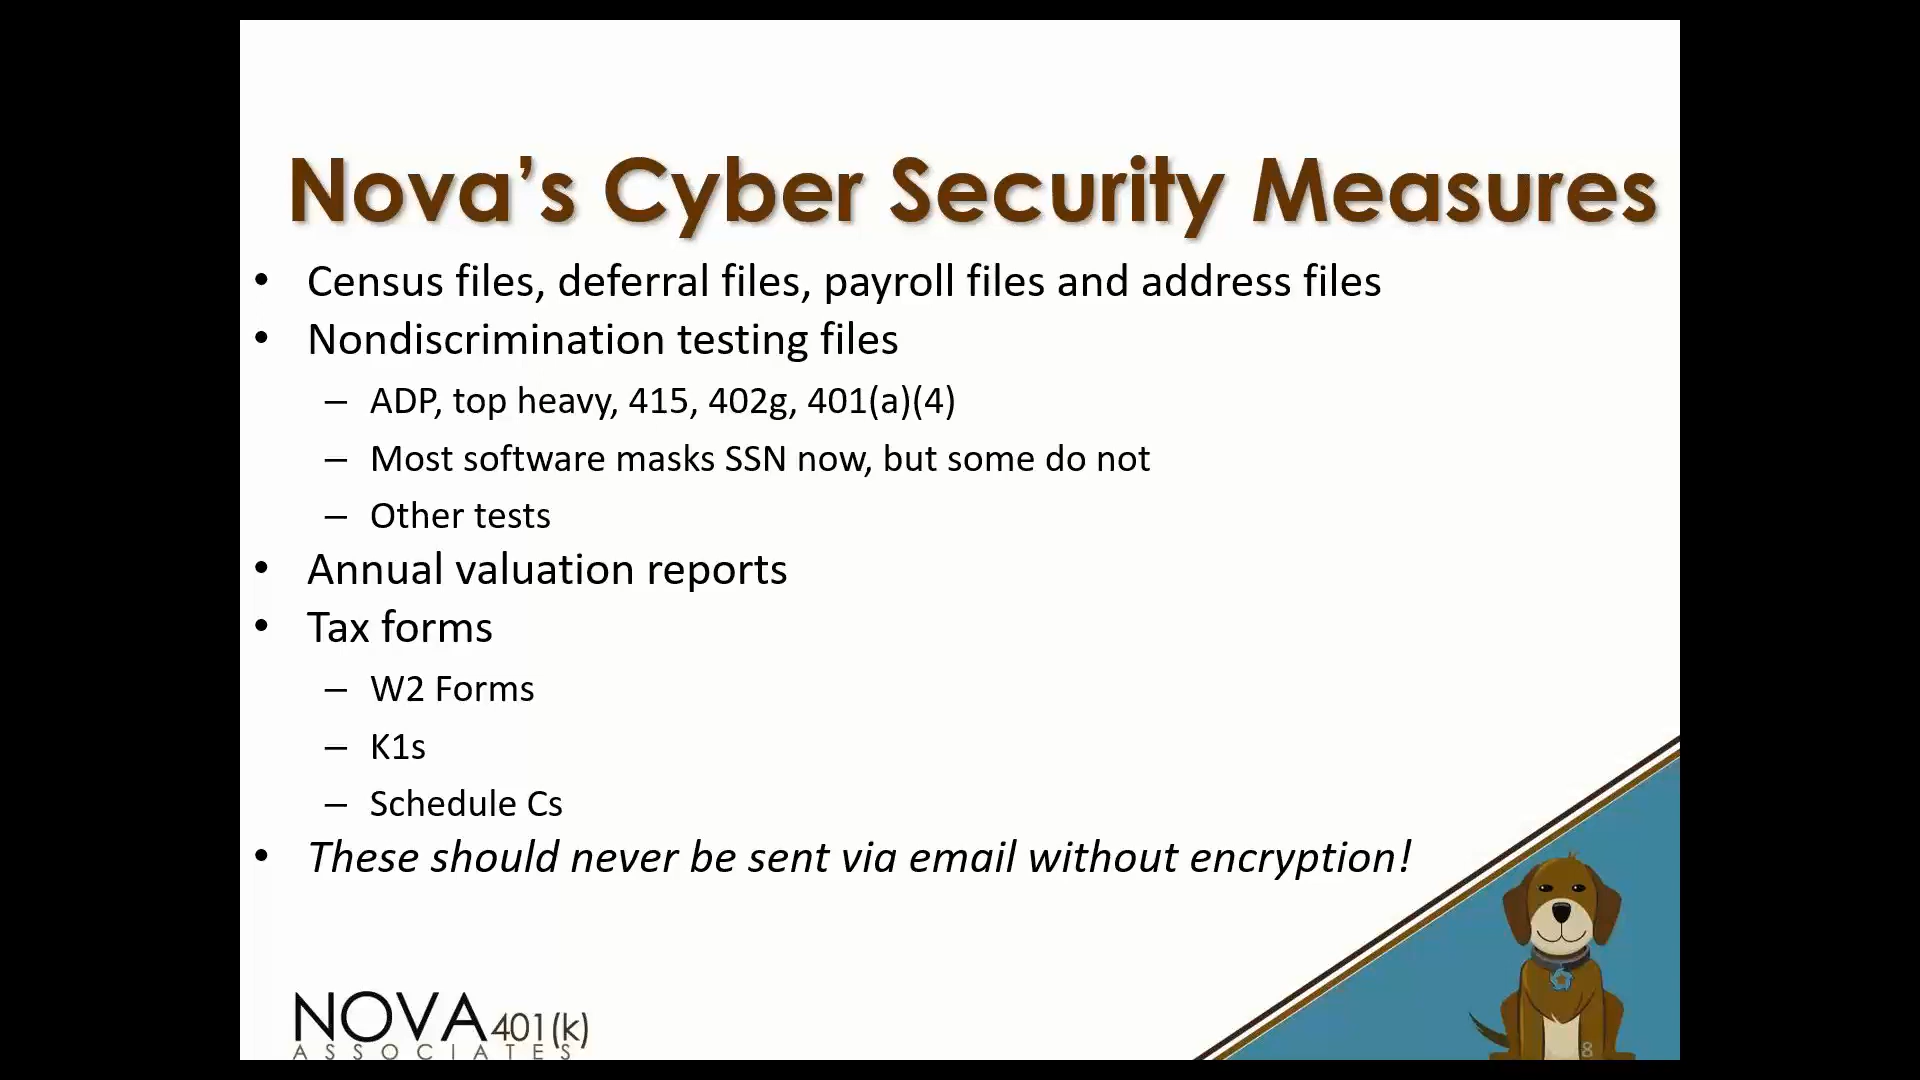 Nova’s Cyber Security Measures
• Census files, deferral files, payroll files and address files
• Nondiscrimination testing files
– ADP, top heavy, 415, 402g, 401(a)(4)
– Most software masks SSN now, but some do not
– Other tests
• Annual valuation reports
• Tax forms
– W2 Forms
– K1s
– Schedule Cs
• These should never be sent via email without encryption!
NOVA 401(k)
ASSOCIATES
8